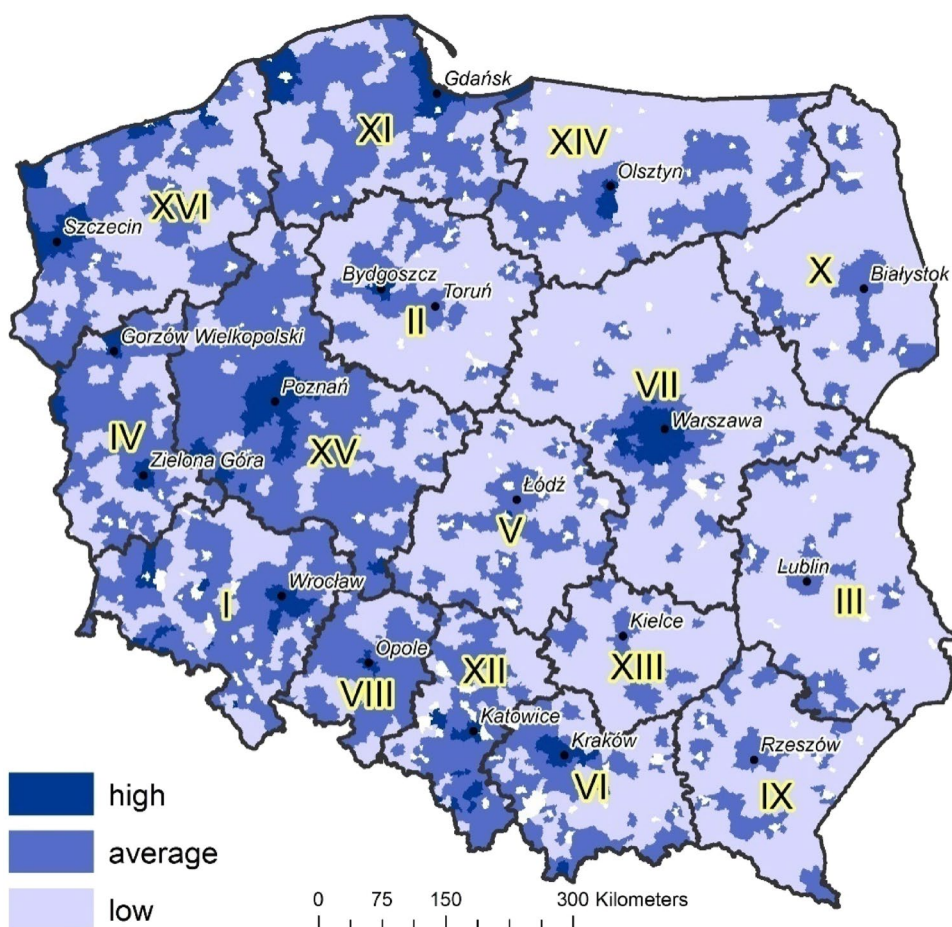 Gdańsk
XI
XIV
Olsztyn
XVI
Szczecin
X
Białystok
Bydgoszcz
Toruń
II
Gorzów Wielkopolski
Poznań
VII
Warszawa
IV
XV
Zielona Góra
Łódź
V
Wrocław
I
Lublin
III
Kielce
Opole
XII
XIII
VIII
Katowice
Kraków
Rzeszów
VI
IX
high
average
low
0 75 150 300 Kilometers